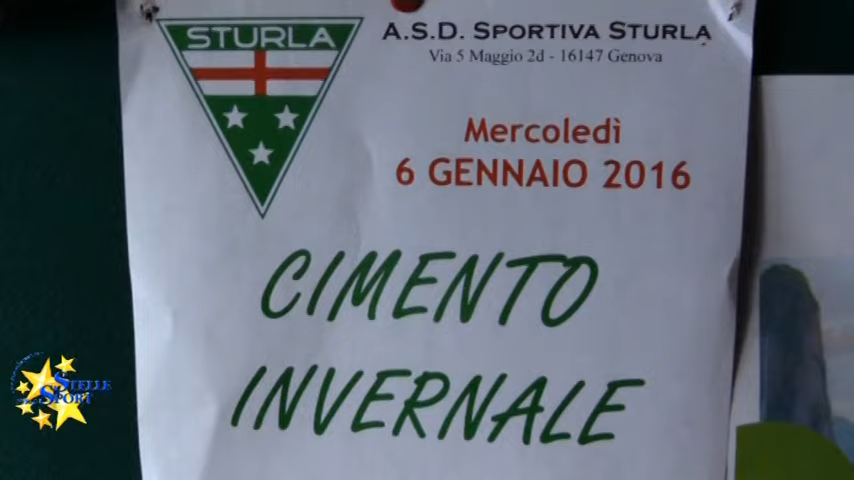 STURLA
A.S.D. SPORTIVA STURLA
Via 5 Maggio 2d - 16147 Genova
Mercoledì
6 GENNAIO 2016
CIMENTO
INVERNALE
STELLE
SPORT